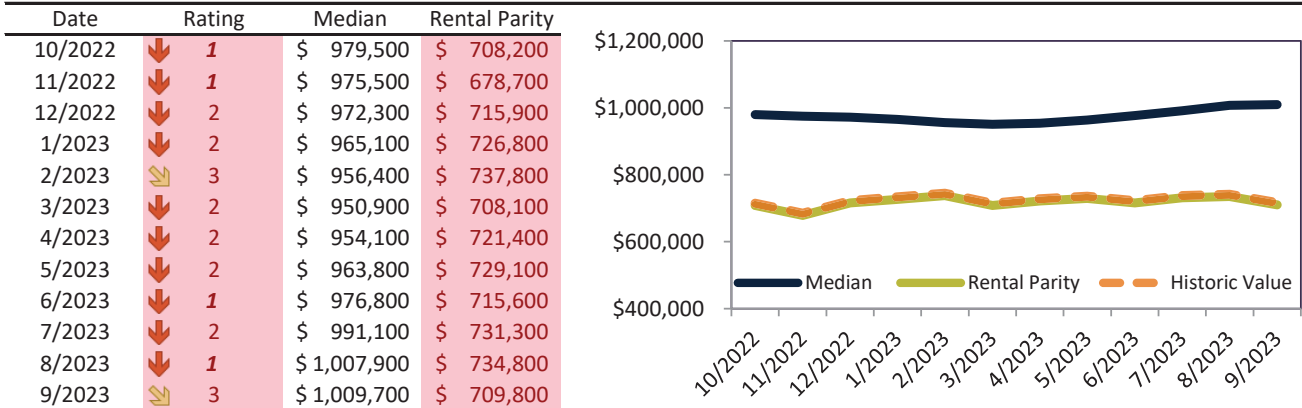 Date Rating Median Rental Parity
10/2022 1 $ 979,500 $ 708,200
11/2022 1 $ 975,500 $ 678,700
12/2022 2 $ 972,300 $ 715,900
1/2023 2 $ 965,100 $ 726,800
2/2023 3 $ 956,400 $ 737,800
3/2023 2 $ 950,900 $ 708,100
4/2023 2 $ 954,100 $ 721,400
5/2023 2 $ 963,800 $ 729,100
6/2023 1 $ 976,800 $ 715,600
7/2023 2 $ 991,100 $ 731,300
8/2023 1 $ 1,007,900 $ 734,800
9/2023 3 $ 1,009,700 $ 709,800
$1,200,000
$1,000,000
$800,000
$600,000
$400,000
Median Rental Parity Historic Value
10/2022 11/2022 12/2022 1/2023 2/2023 3/2023 4/2023 5/2023 6/2023 7/2023 8/2023 9/2023